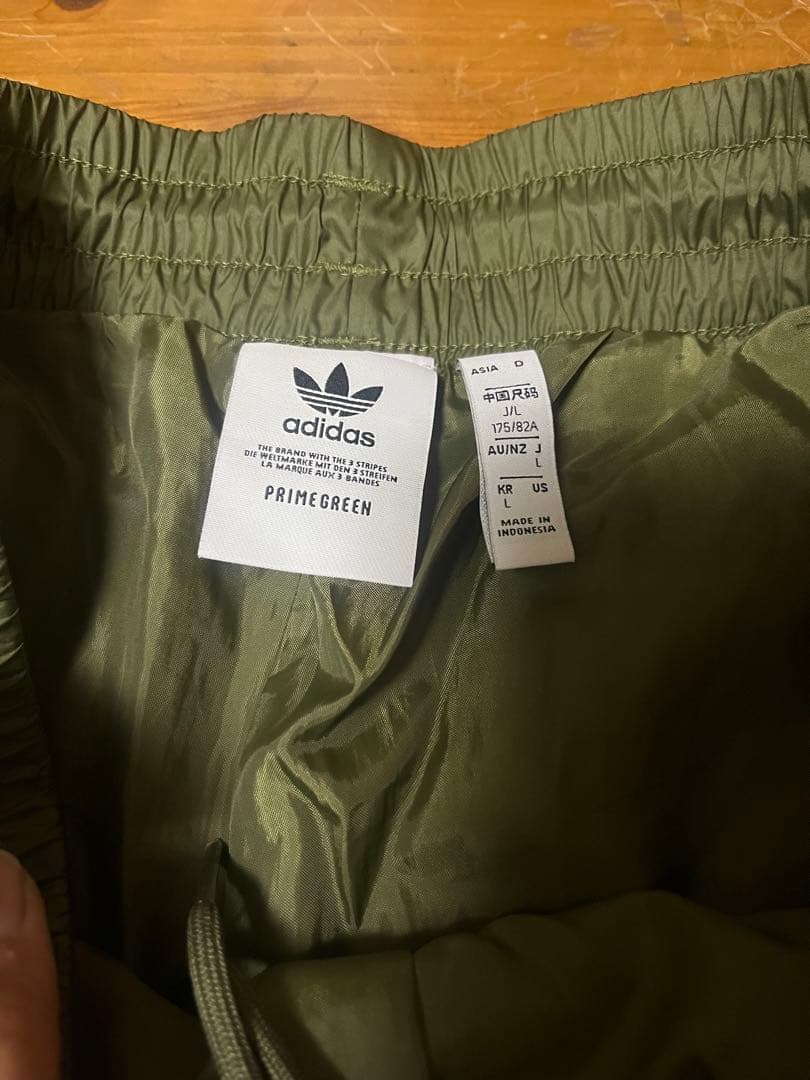 adidas
THE BRAND WITH THE 3 STRIPES
DIE WELTMARKE MIT DEN 3 STREIFEN
LA MARQUE AUX 3 BANDES
PRIMEGREEN
ASIA D
中国尺码
J/L
175/82A
AU/NZ J
L
KR US
L
MADE IN
INDONESIA